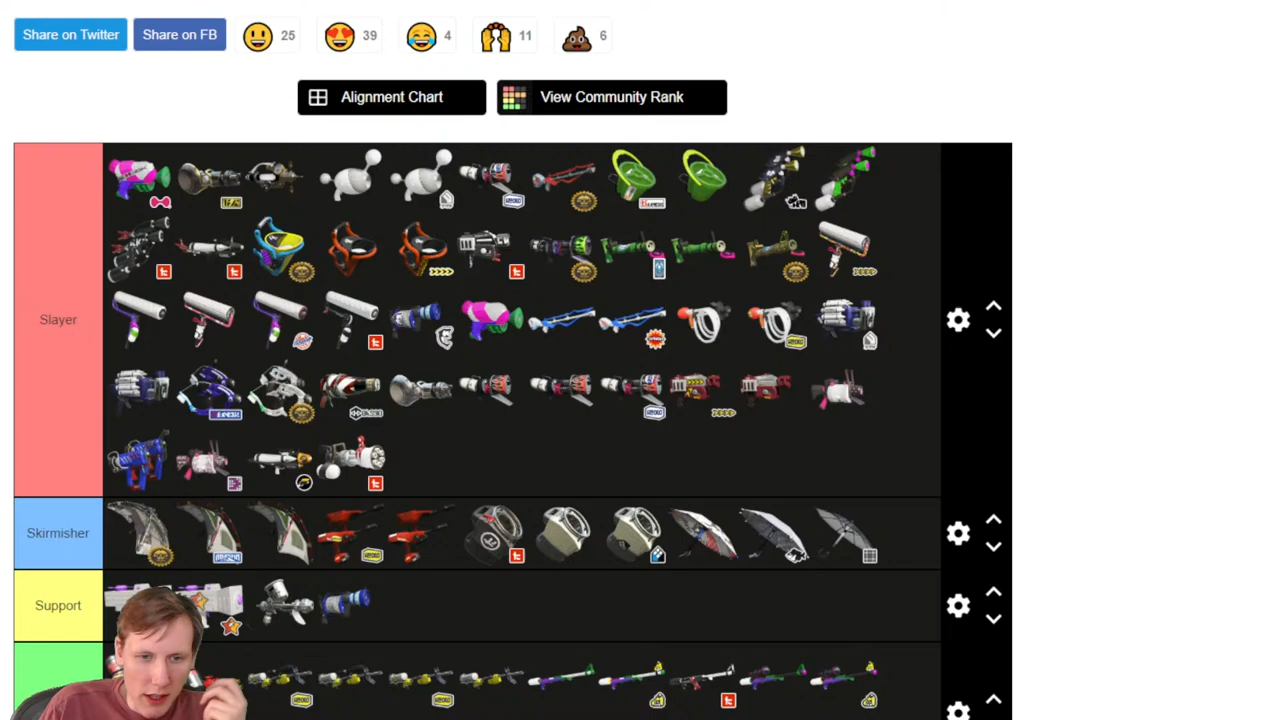 Share on Twitter Share on FB 25 39 4 11 6
Alignment Chart View Community Rank
Slayer
Skirmisher
Support